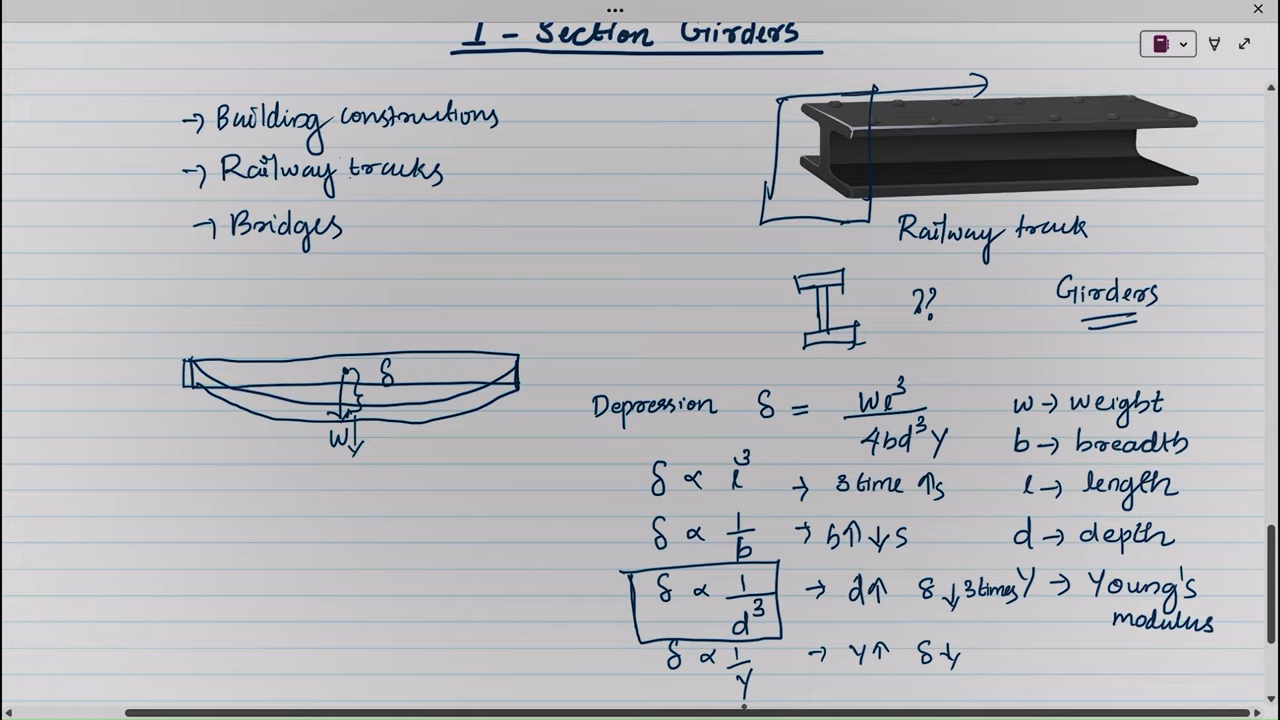 I - Section Girders
→ Building constructions
→ Railway tracks
→ Bridges
Railway track
??
Girders
δ
W
Depression δ = Wl³ / 4bd³Y
w → weight
b → breadth
δ ∝ l³ → 3 time ↑s
l → length
δ ∝ 1/b → b↑ ↓s
d → depth
δ ∝ 1/d³ → d↑ δ↓ 3 times
Y → Young's
modulus
δ ∝ 1/Y → Y↑ δ↓